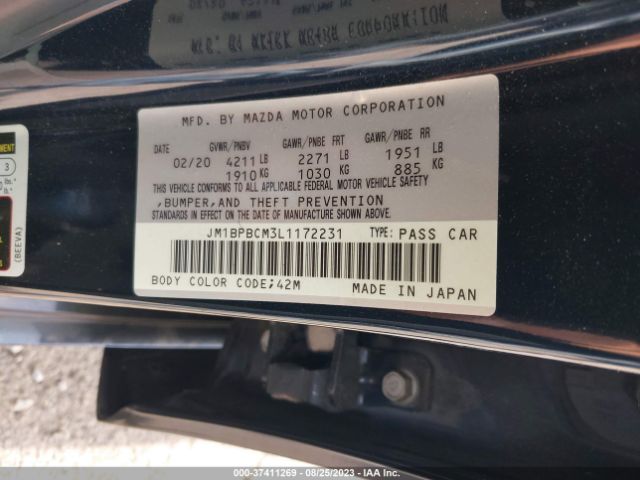 MFD. BY MAZDA MOTOR CORPORATION
DATE GVWR/PNBV GAWR/PNBE FRT GAWR/PNBE RR
02/20 4211 LB 2271 LB 1951 LB
1910 KG 1030 KG 885 KG
THIS VEHICLE CONFORMS TO ALL APPLICABLE FEDERAL MOTOR VEHICLE SAFETY
,BUMPER,AND THEFT PREVENTION
STANDARDS IN EFFECT ON THE DATE OF MANUFACTURE SHOWN ABOVE.
JM1BPBCM3L1172231 TYPE: PASS CAR
BODY COLOR CODE;42M MADE IN JAPAN
3
(BEEVA)
000-37411269 - 08/25/2023 - IAA Inc.